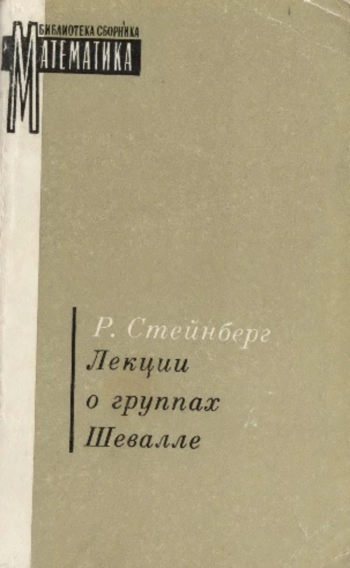 БИБЛИОТЕКА СБОРНИКА
МАТЕМАТИКА
Р. Стейнберг
Лекции
о группах
Шевалле